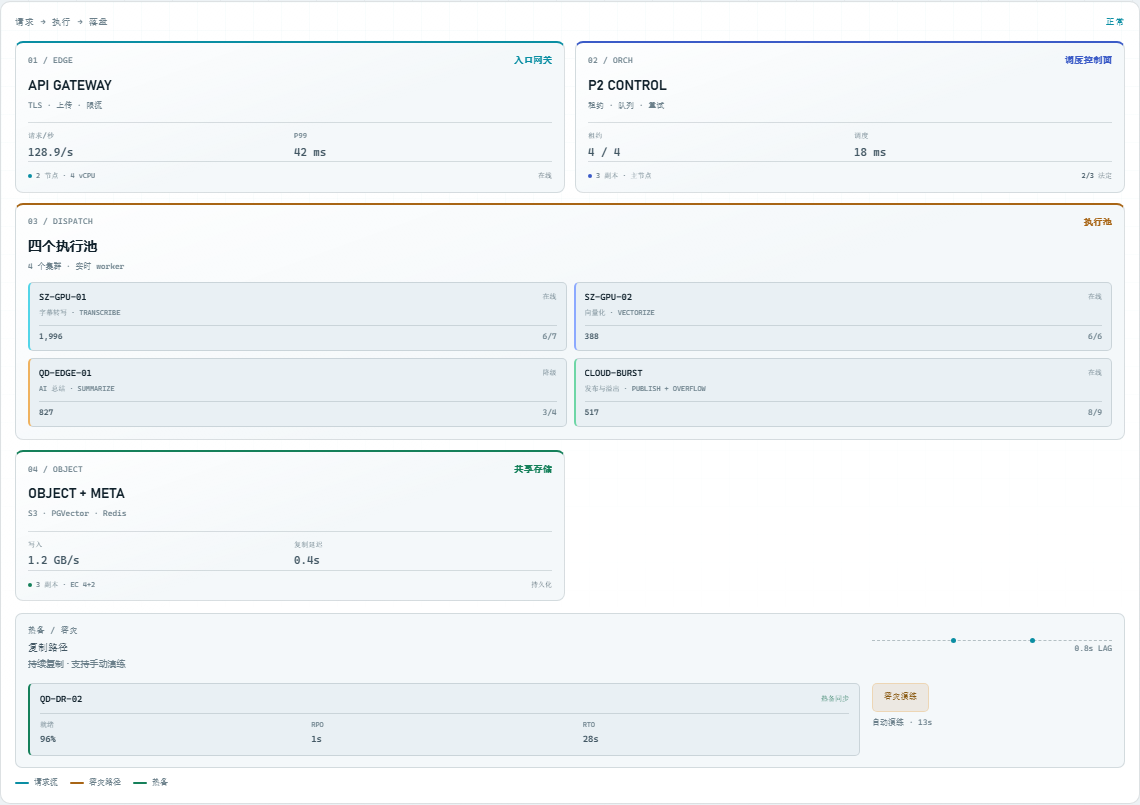 请求 → 执行 → 落盘
正常
01 / EDGE
入口网关
API GATEWAY
TLS · 上传 · 限流
请求/秒
P99
128.9/s
42 ms
2 节点 · 4 vCPU
在线
02 / ORCH
调度控制面
P2 CONTROL
租约 · 队列 · 重试
租约
调度
4 / 4
18 ms
3 副本 · 主节点
2/3 法定
03 / DISPATCH
执行池
四个执行池
4 个集群 · 实时 worker
SZ-GPU-01
在线
字幕转写 · TRANSCRIBE
1,996
6/7
SZ-GPU-02
在线
向量化 · VECTORIZE
388
6/6
QD-EDGE-01
降级
AI 总结 · SUMMARIZE
827
3/4
CLOUD-BURST
在线
发布与溢出 · PUBLISH + OVERFLOW
517
8/9
04 / OBJECT
共享存储
OBJECT + META
S3 · PGVector · Redis
写入
复制延迟
1.2 GB/s
0.4s
3 副本 · EC 4+2
持久化
热备 / 容灾
复制路径
持续复制 · 支持手动演练
0.8s LAG
QD-DR-02
热备同步
就绪
RPO
RTO
96%
1s
28s
容灾演练
自动演练 · 13s
请求流
容灾路径
热备